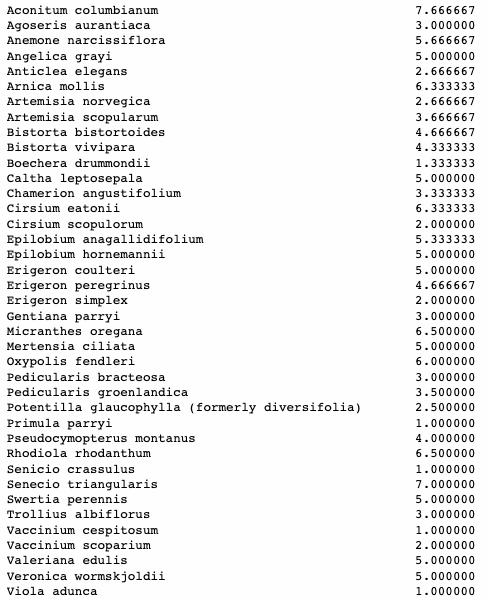 Aconitum columbianum 7.666667
Agoseris aurantiaca 3.000000
Anemone narcissiflora 5.666667
Angelica grayi 5.000000
Anticlea elegans 2.666667
Arnica mollis 6.333333
Artemisia norvegica 2.666667
Artemisia scopularum 3.666667
Bistorta bistortoides 4.666667
Bistorta vivipara 4.333333
Boechera drummondii 1.333333
Caltha leptosepala 5.000000
Chamerion angustifolium 3.333333
Cirsium eatonii 6.333333
Cirsium scopulorum 2.000000
Epilobium anagallidifolium 5.333333
Epilobium hornemannii 5.000000
Erigeron coulteri 5.000000
Erigeron peregrinus 4.666667
Erigeron simplex 2.000000
Gentiana parryi 3.000000
Micranthes oregana 6.500000
Mertensia ciliata 5.000000
Oxypolis fendleri 6.000000
Pedicularis bracteosa 3.000000
Pedicularis groenlandica 3.500000
Potentilla glaucophylla (formerly diversifolia) 2.500000
Primula parryi 1.000000
Pseudocymopterus montanus 4.000000
Rhodiola rhodanthum 6.500000
Senicio crassulus 1.000000
Senecio triangularis 7.000000
Swertia perennis 5.000000
Trollius albiflorus 3.000000
Vaccinium cespitosum 1.000000
Vaccinium scoparium 2.000000
Valeriana edulis 5.000000
Veronica wormskjoldii 5.000000
Viola adunca 1.000000